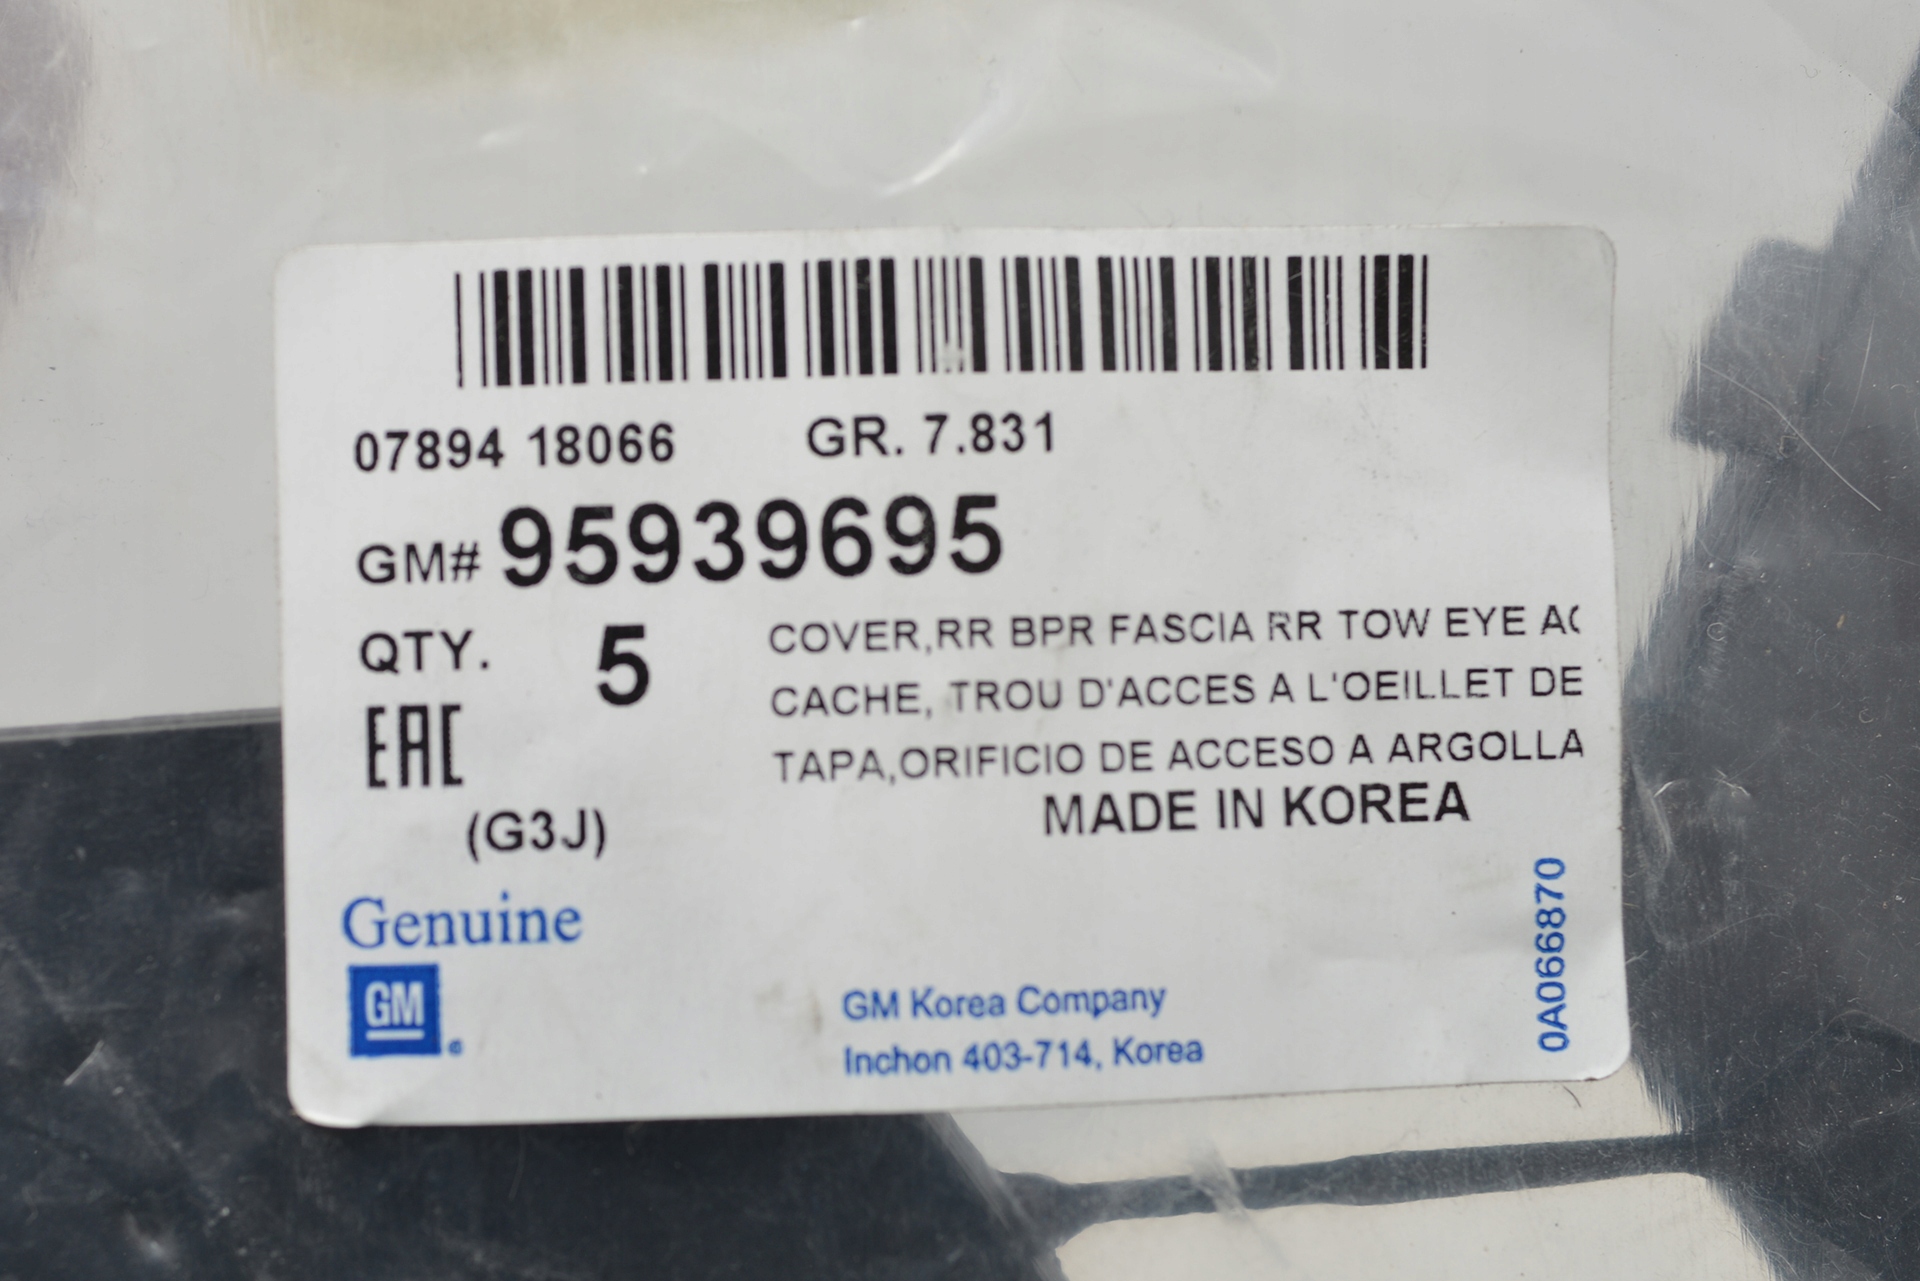 07894 18066 GR. 7.831
GM# 95939695
QTY. 5
COVER,RR BPR FASCIA RR TOW EYE
CACHE, TROU D'ACCES A L'OEILLET DE
TAPA,ORIFICIO DE ACCESO A ARGOLLA
EAC
MADE IN KOREA
(G3J)
Genuine
GM
GM Korea Company
Inchon 403-714, Korea
0A066870